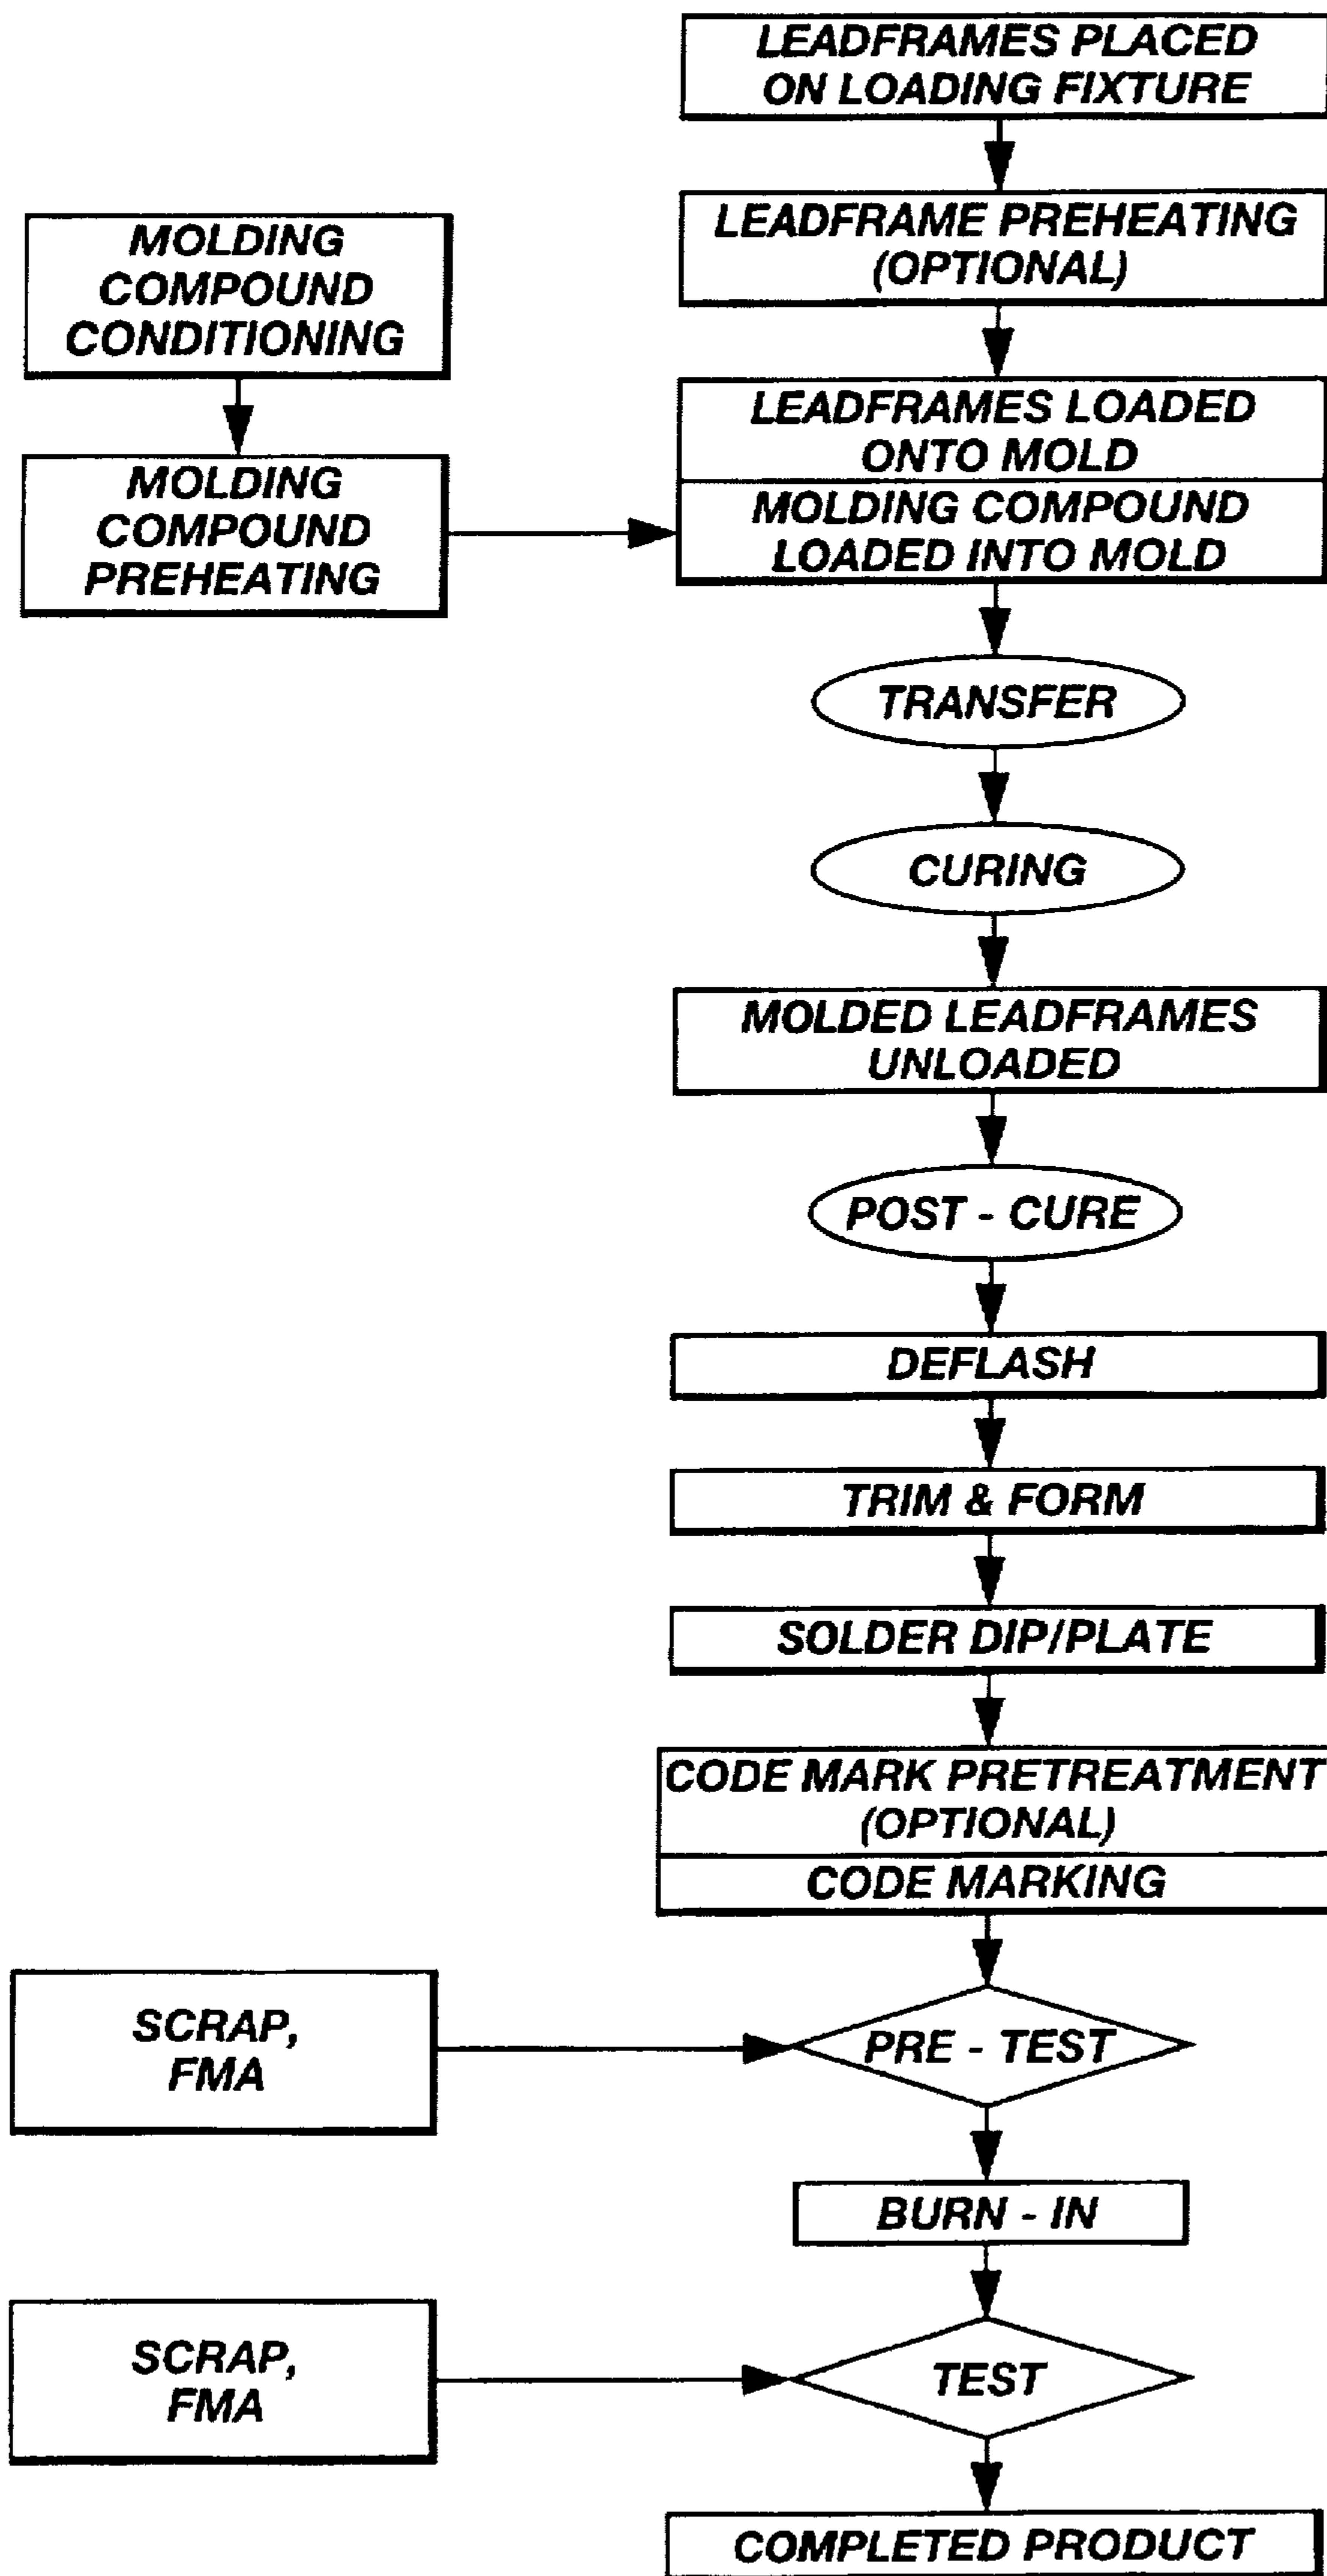 LEADFRAMES PLACED
ON LOADING FIXTURE
LEADFRAME PREHEATING
(OPTIONAL)
MOLDING
COMPOUND
CONDITIONING
LEADFRAMES LOADED
ONTO MOLD
MOLDING
COMPOUND
PREHEATING
MOLDING COMPOUND
LOADED INTO MOLD
TRANSFER
CURING
MOLDED LEADFRAMES
UNLOADED
POST - CURE
DEFLASH
TRIM & FORM
SOLDER DIP/PLATE
CODE MARK PRETREATMENT
(OPTIONAL)
CODE MARKING
SCRAP,
FMA
PRE - TEST
BURN - IN
SCRAP,
FMA
TEST
COMPLETED PRODUCT